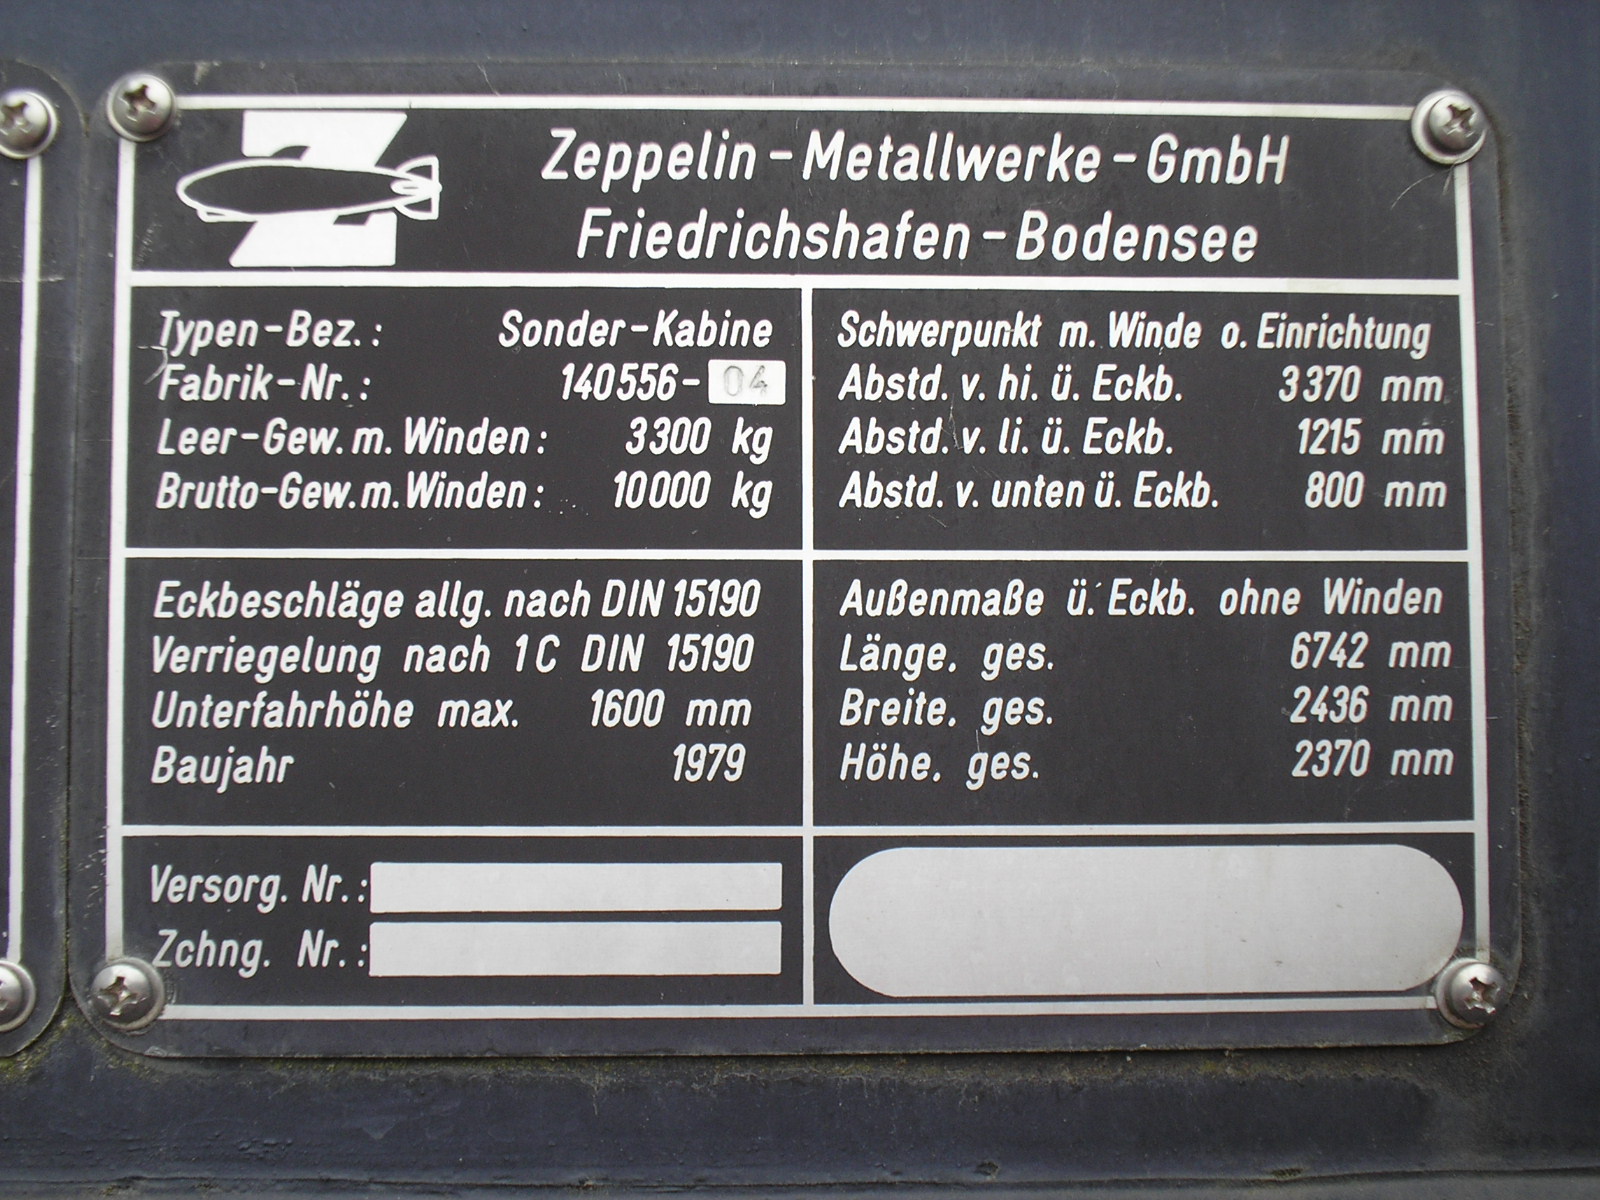 Zeppelin-Metallwerke-GmbH
Friedrichshafen-Bodensee
Typen-Bez.: Sonder-Kabine
Fabrik-Nr.: 140556-04
Leer-Gew. m. Winden: 3300 kg
Brutto-Gew. m. Winden: 10000 kg
Schwerpunkt m. Winde o. Einrichtung
Abstd. v. hi. ü. Eckb. 3370 mm
Abstd. v. li. ü. Eckb. 1215 mm
Abstd. v. unten ü. Eckb. 800 mm
Eckbeschläge allg. nach DIN 15190
Verriegelung nach 1C DIN 15190
Unterfahrhöhe max. 1600 mm
Baujahr 1979
Außenmaße ü. Eckb. ohne Winden
Länge. ges. 6742 mm
Breite. ges. 2436 mm
Höhe. ges. 2370 mm
Versorg. Nr.:
Zchng. Nr.: